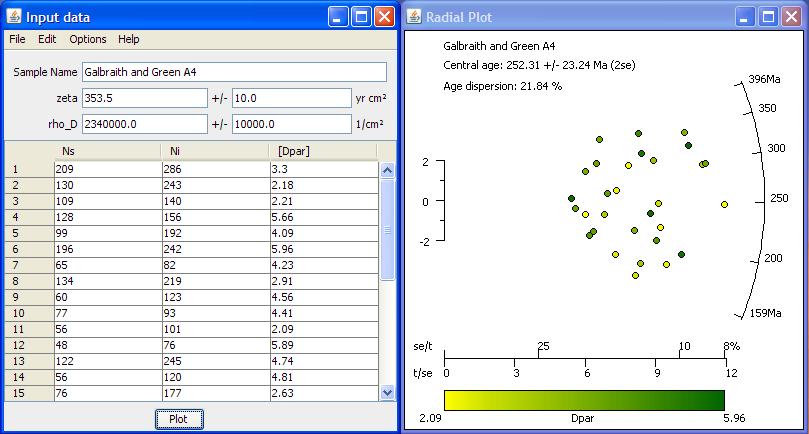 Input data
File Edit Options Help
Sample Name Galbraith and Green A4
zeta 353.5 +/- 10.0 yr cm²
rho_D 2340000.0 +/- 10000.0 1/cm²
Ns Ni [Dpar]
1 209 286 3.3
2 130 243 2.18
3 109 140 2.21
4 128 156 5.66
5 99 192 4.09
6 196 242 5.96
7 65 82 4.23
8 134 219 2.91
9 60 123 4.56
10 77 93 4.41
11 56 101 2.09
12 48 76 5.89
13 122 245 4.74
14 56 120 4.81
15 76 177 2.63
Plot
Radial Plot
Galbraith and Green A4
Central age: 252.31 +/- 23.24 Ma (2se)
Age dispersion: 21.84 %
396Ma
350
300
250
200
159Ma
2
0
-2
se/t 25 10 8%
t/se 0 3 6 9 12
2.09 Dpar 5.96